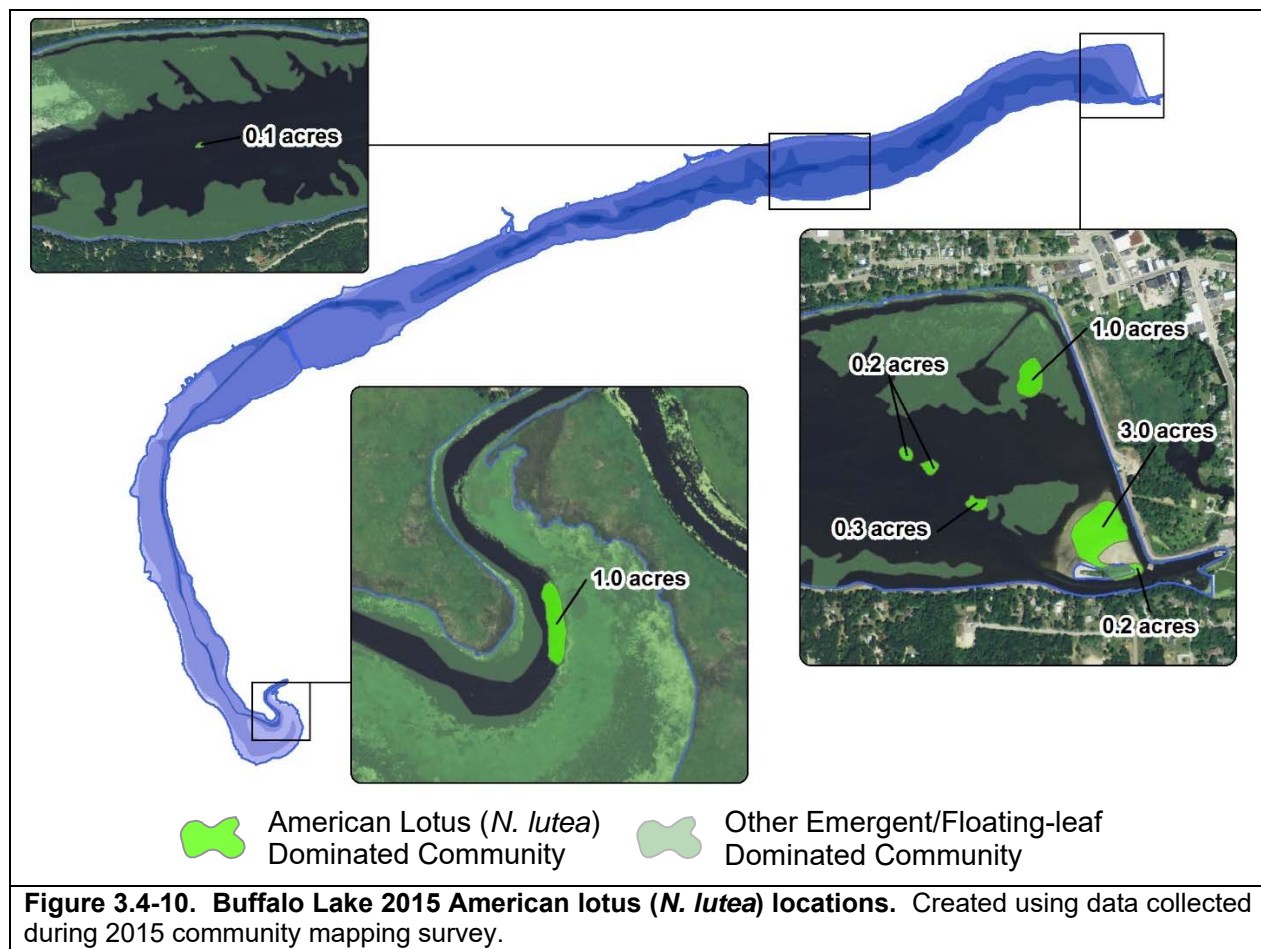 0.1 acres
1.0 acres
0.2 acres
3.0 acres
0.3 acres
0.2 acres
1.0 acres
American Lotus (N. lutea)
Dominated Community
Other Emergent/Floating-leaf
Dominated Community
Figure 3.4-10. Buffalo Lake 2015 American lotus (N. lutea) locations. Created using data collected
during 2015 community mapping survey.